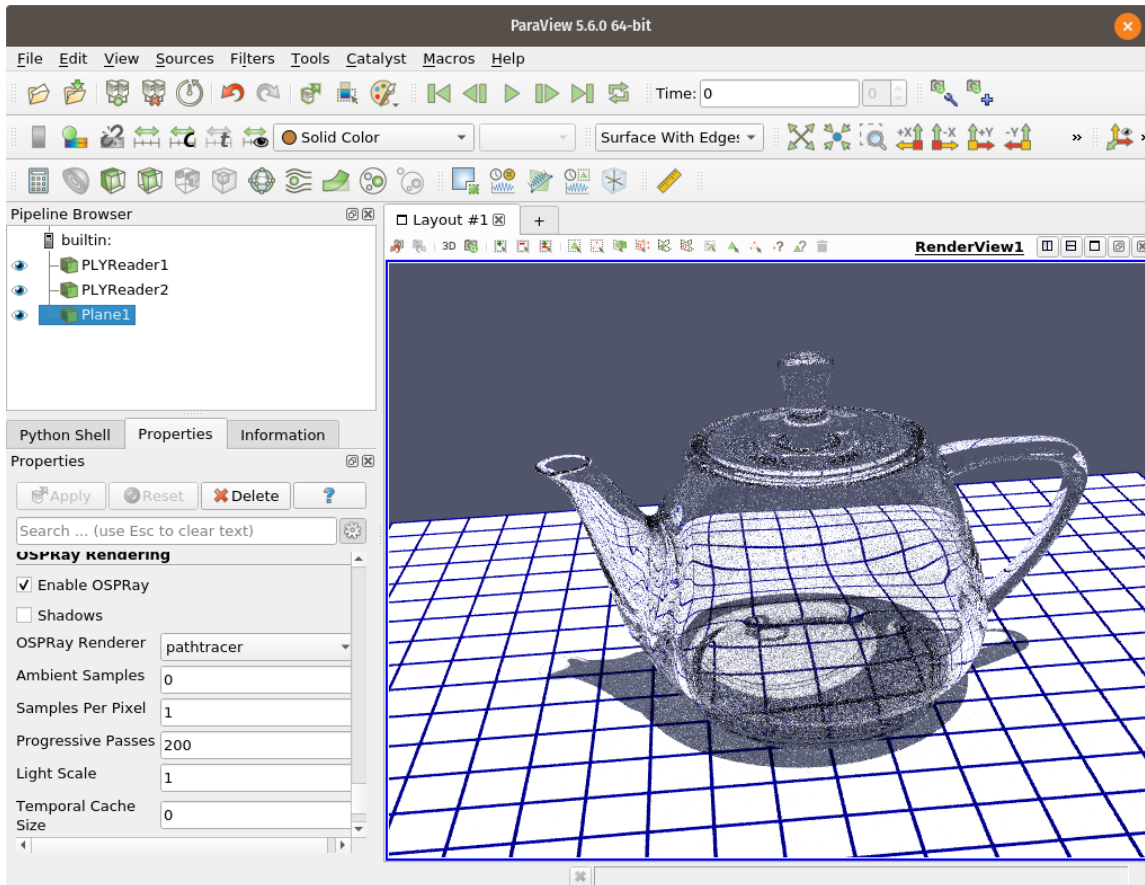 ParaView 5.6.0 64-bit
File Edit View Sources Filters Tools Catalyst Macros Help
Time: 0 0
Solid Color Surface With Edges +X -X +Y -Y »
Pipeline Browser
builtin:
PLYReader1
PLYReader2
Plane1
Layout #1 +
3D RenderView1
Python Shell Properties Information
Properties
Apply Reset Delete ?
Search ... (use Esc to clear text)
OSPRay Rendering
Enable OSPRay
Shadows
OSPRay Renderer pathtracer
Ambient Samples 0
Samples Per Pixel 1
Progressive Passes 200
Light Scale 1
Temporal Cache
Size 0